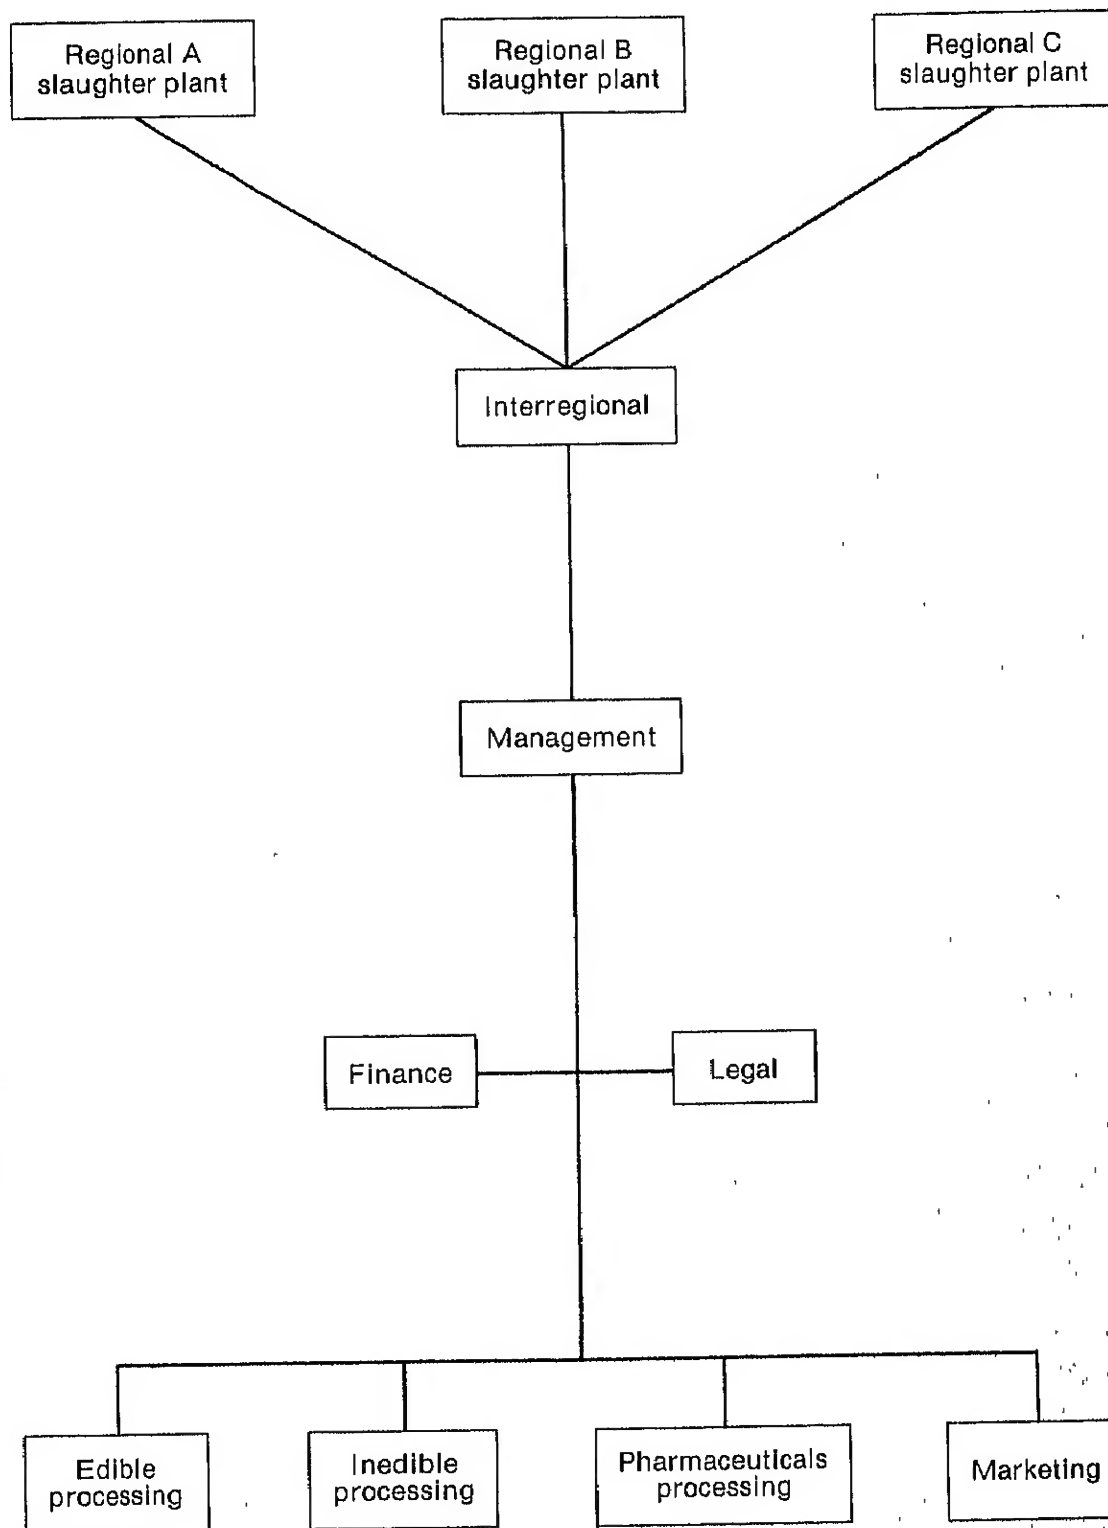 Regional A
slaughter plant
Regional B
slaughter plant
Regional C
slaughter plant
Interregional
Management
Finance
Legal
Edible
processing
Inedible
processing
Pharmaceuticals
processing
Marketing